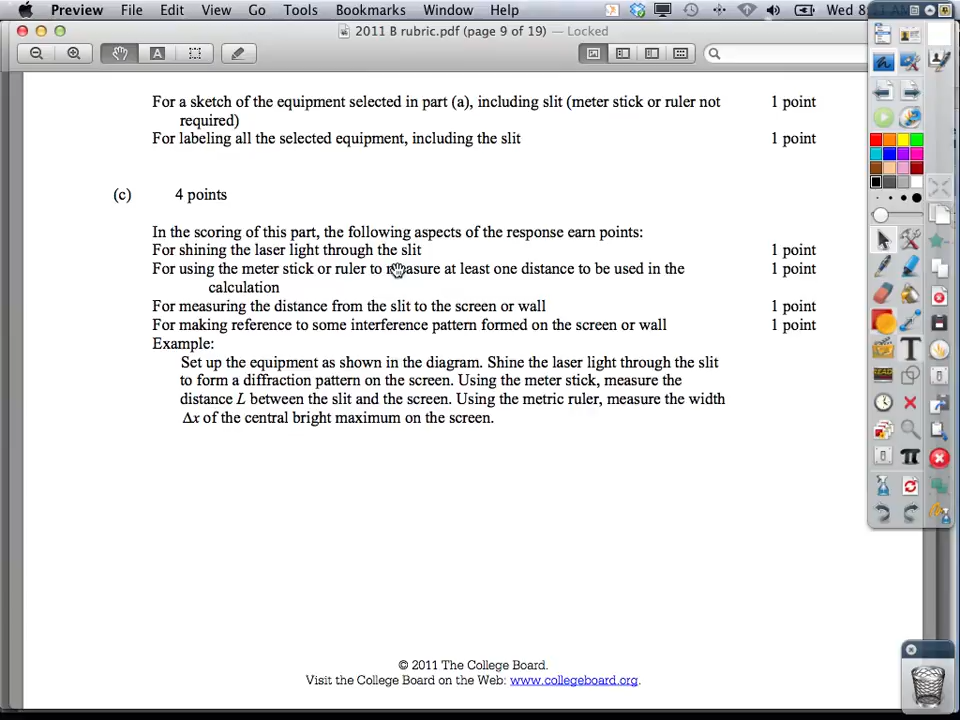 Preview File Edit View Go Tools Bookmarks Window Help Wed 8
2011 B rubric.pdf (page 9 of 19) — Locked
For a sketch of the equipment selected in part (a), including slit (meter stick or ruler not 1 point
required)
For labeling all the selected equipment, including the slit 1 point
(c) 4 points
In the scoring of this part, the following aspects of the response earn points:
For shining the laser light through the slit 1 point
For using the meter stick or ruler to measure at least one distance to be used in the 1 point
calculation
For measuring the distance from the slit to the screen or wall 1 point
For making reference to some interference pattern formed on the screen or wall 1 point
Example:
Set up the equipment as shown in the diagram. Shine the laser light through the slit
to form a diffraction pattern on the screen. Using the meter stick, measure the
distance L between the slit and the screen. Using the metric ruler, measure the width
Δx of the central bright maximum on the screen.
© 2011 The College Board.
Visit the College Board on the Web: www.collegeboard.org.